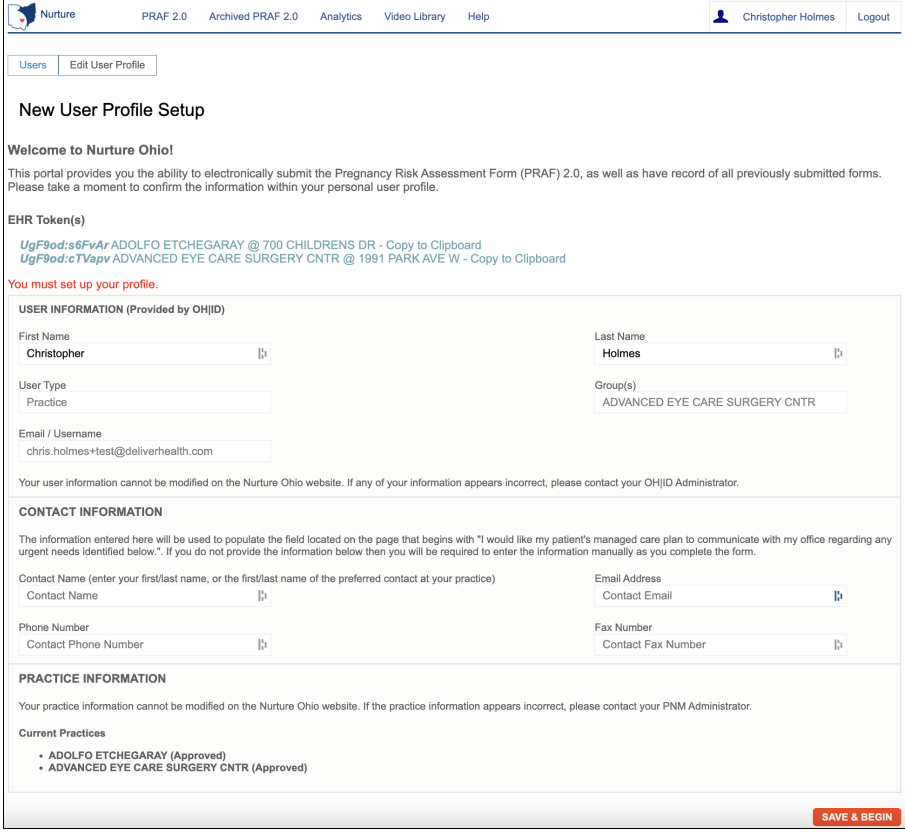 Nurture
PRAF 2.0 Archived PRAF 2.0 Analytics Video Library Help
Christopher Holmes Logout
Users Edit User Profile
New User Profile Setup
Welcome to Nurture Ohio!
This portal provides you the ability to electronically submit the Pregnancy Risk Assessment Form (PRAF) 2.0, as well as have record of all previously submitted forms.
Please take a moment to confirm the information within your personal user profile.
EHR Token(s)
UgF9od:s6FvAr ADOLFO ETCHEGARAY @ 700 CHILDRENS DR - Copy to Clipboard
UgF9od:cTVapv ADVANCED EYE CARE SURGERY CNTR @ 1991 PARK AVE W - Copy to Clipboard
You must set up your profile.
USER INFORMATION (Provided by OH|ID)
First Name Last Name
Christopher Holmes
User Type Group(s)
Practice ADVANCED EYE CARE SURGERY CNTR
Email / Username
chris.holmes+test@deliverhealth.com
Your user information cannot be modified on the Nurture Ohio website. If any of your information appears incorrect, please contact your OH|ID Administrator.
CONTACT INFORMATION
The information entered here will be used to populate the field located on the page that begins with "I would like my patient's managed care plan to communicate with my office regarding any
urgent needs identified below.". If you do not provide the information below then you will be required to enter the information manually as you complete the form.
Contact Name (enter your first/last name, or the first/last name of the preferred contact at your practice) Email Address
Contact Name Contact Email
Phone Number Fax Number
Contact Phone Number Contact Fax Number
PRACTICE INFORMATION
Your practice information cannot be modified on the Nurture Ohio website. If the practice information appears incorrect, please contact your PNM Administrator.
Current Practices
• ADOLFO ETCHEGARAY (Approved)
• ADVANCED EYE CARE SURGERY CNTR (Approved)
SAVE & BEGIN